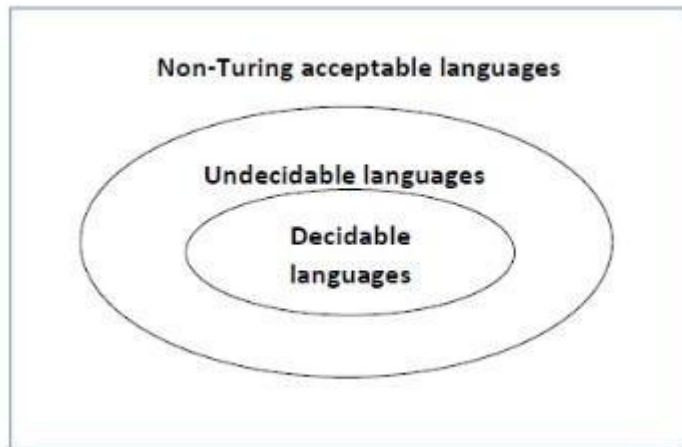 Non-Turing acceptable languages
Undecidable languages
Decidable
languages